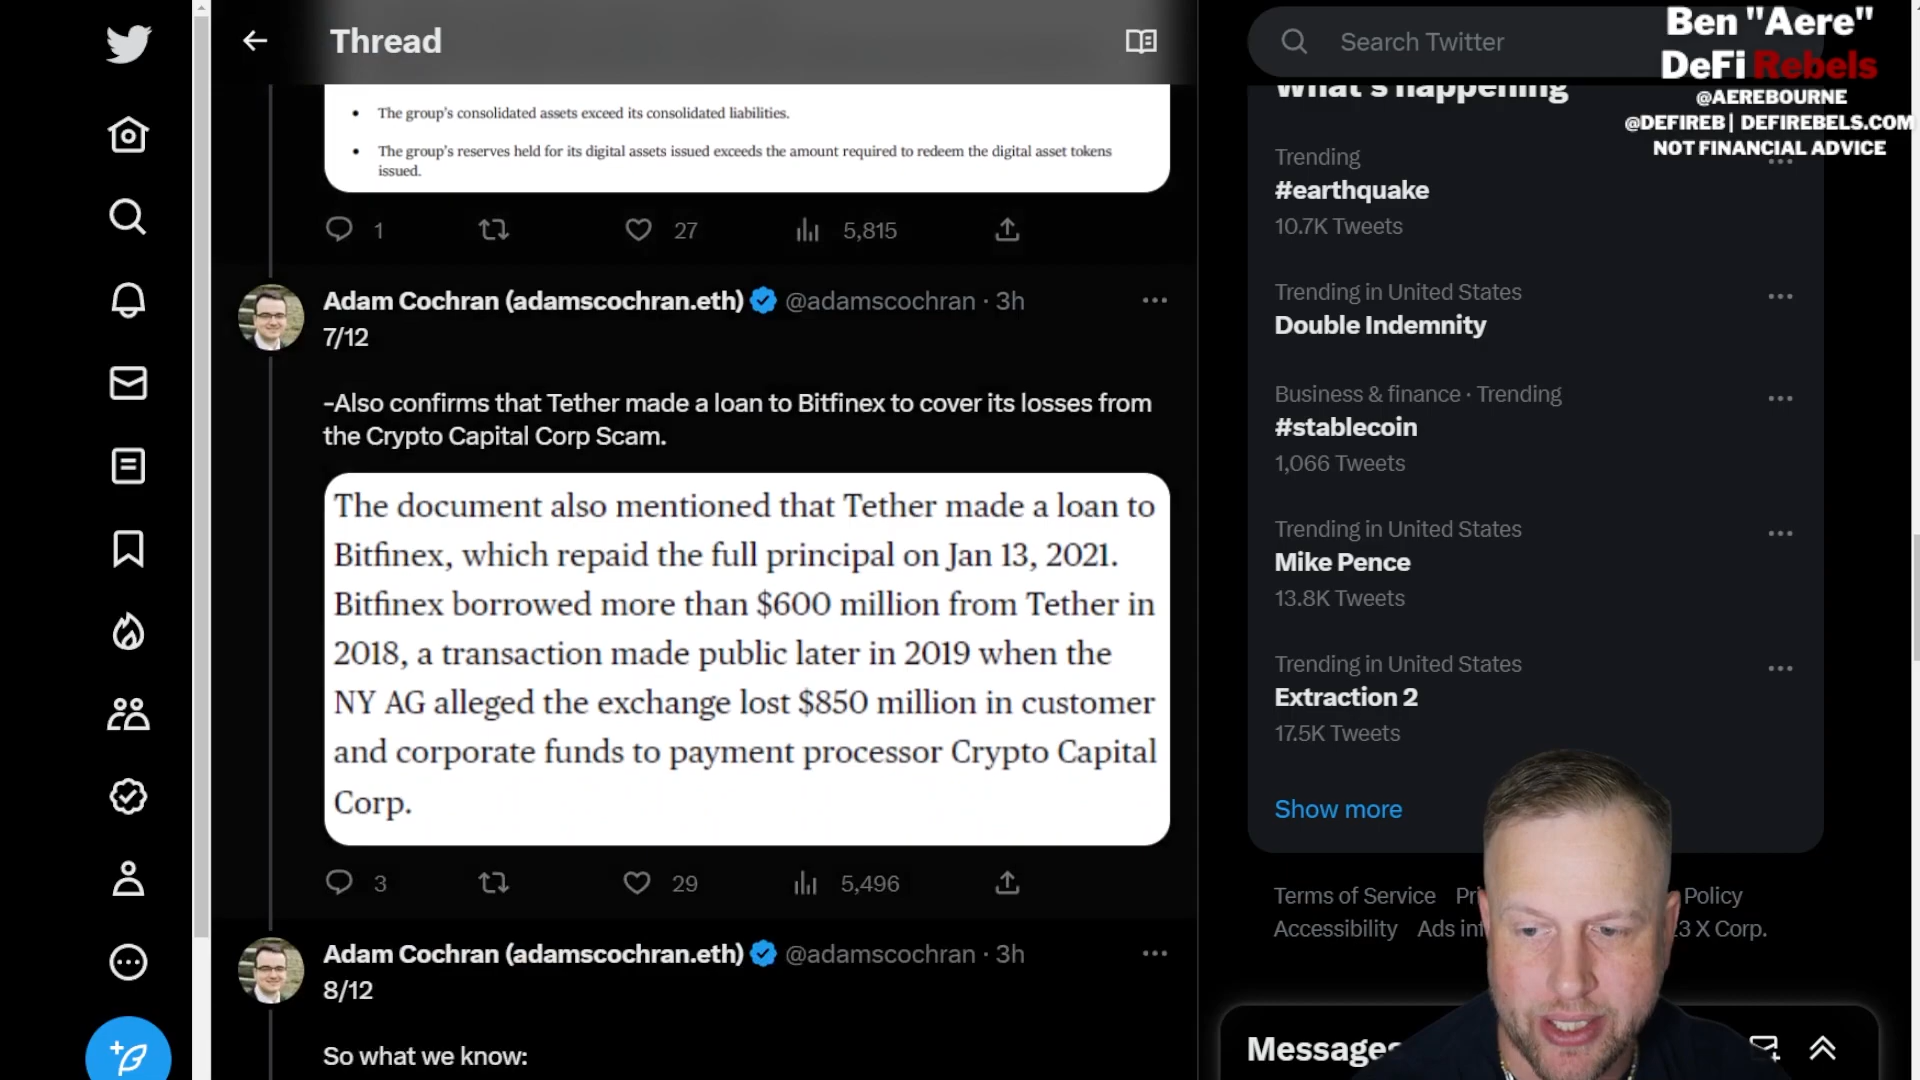 Thread
• The group's consolidated assets exceed its consolidated liabilities.
• The group's reserves held for its digital assets issued exceeds the amount required to redeem the digital asset tokens
issued.
1
27
5,815
Adam Cochran (adamscochran.eth) @adamscochran · 3h
7/12
-Also confirms that Tether made a loan to Bitfinex to cover its losses from
the Crypto Capital Corp Scam.
The document also mentioned that Tether made a loan to
Bitfinex, which repaid the full principal on Jan 13, 2021.
Bitfinex borrowed more than $600 million from Tether in
2018, a transaction made public later in 2019 when the
NY AG alleged the exchange lost $850 million in customer
and corporate funds to payment processor Crypto Capital
Corp.
3
29
5,496
Adam Cochran (adamscochran.eth) @adamscochran · 3h
8/12
So what we know:
Search Twitter
Ben "Aere"
DeFi Rebels
@AEREBOURNE
@DEFIREB | DEFIREBELS.COM
NOT FINANCIAL ADVICE
What's happening
Trending
#earthquake
10.7K Tweets
Trending in United States
Double Indemnity
Business & finance · Trending
#stablecoin
1,066 Tweets
Trending in United States
Mike Pence
13.8K Tweets
Trending in United States
Extraction 2
17.5K Tweets
Show more
Terms of Service Policy
Accessibility Ads X Corp.
Messages